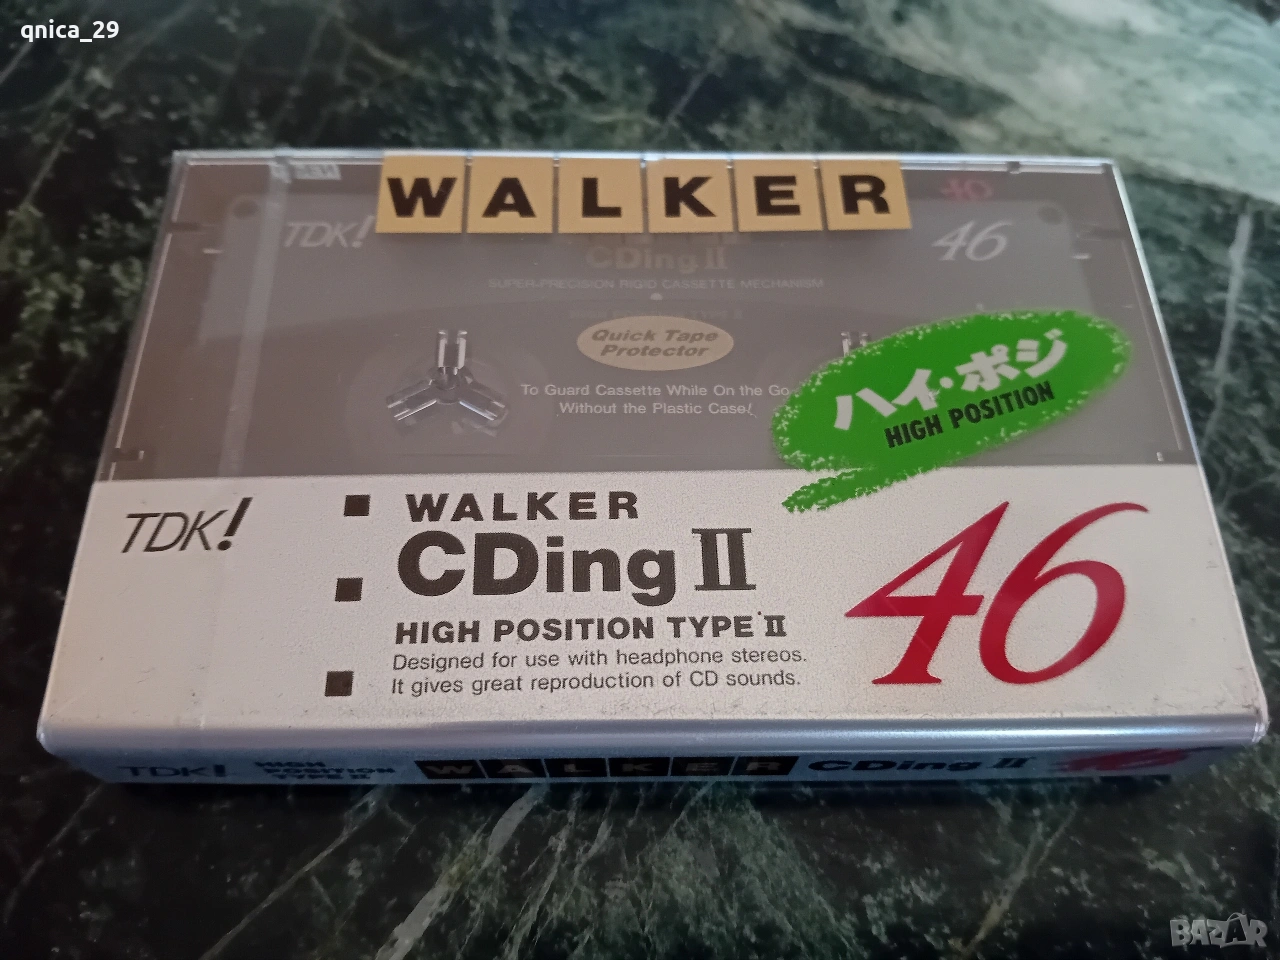 qnica_29
WALKER
TDK!
46
CDing II
SUPER-PRECISION RIGID CASSETTE MECHANISM
Quick Tape
Protector
To Guard Cassette While On the Go
Without the Plastic Case!
ハイ・ポジ
HIGH POSITION
TDK!
WALKER
CDing II
46
HIGH POSITION TYPE II
Designed for use with headphone stereos.
It gives great reproduction of CD sounds.
TDK! HIGH POSITION TYPE II WALKER CDing II 46
BAZAR